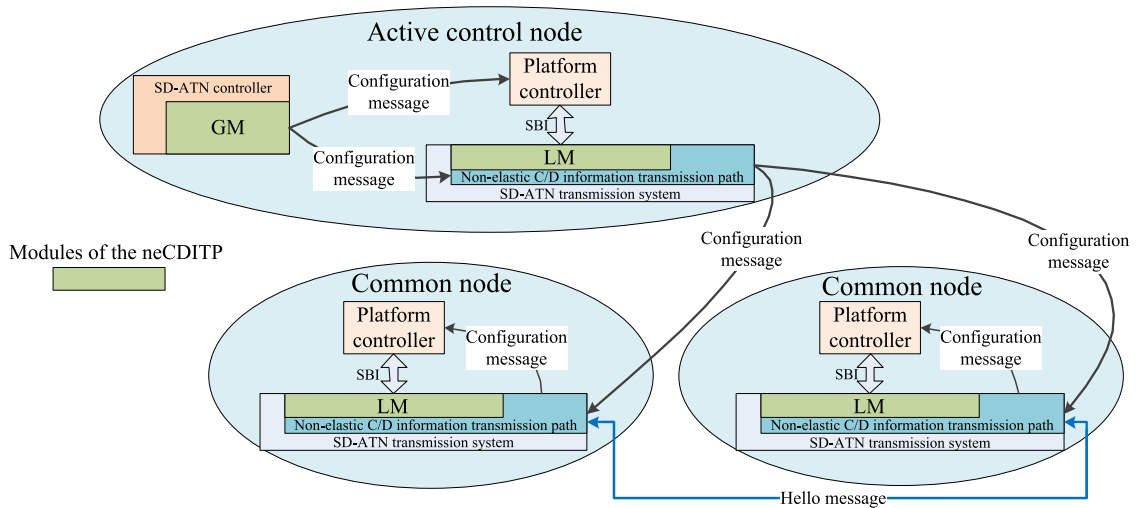 Active control node
SD-ATN controller
GM
Configuration
message
Platform
controller
Configuration
message
SBI
LM
Non-elastic C/D information transmission path
SD-ATN transmission system
Configuration
message
Configuration
message
Modules of the neCDITP
Common node
Platform
controller
Configuration
message
SBI
LM
Non-elastic C/D information transmission path
SD-ATN transmission system
Common node
Platform
controller
Configuration
message
SBI
LM
Non-elastic C/D information transmission path
SD-ATN transmission system
Hello message